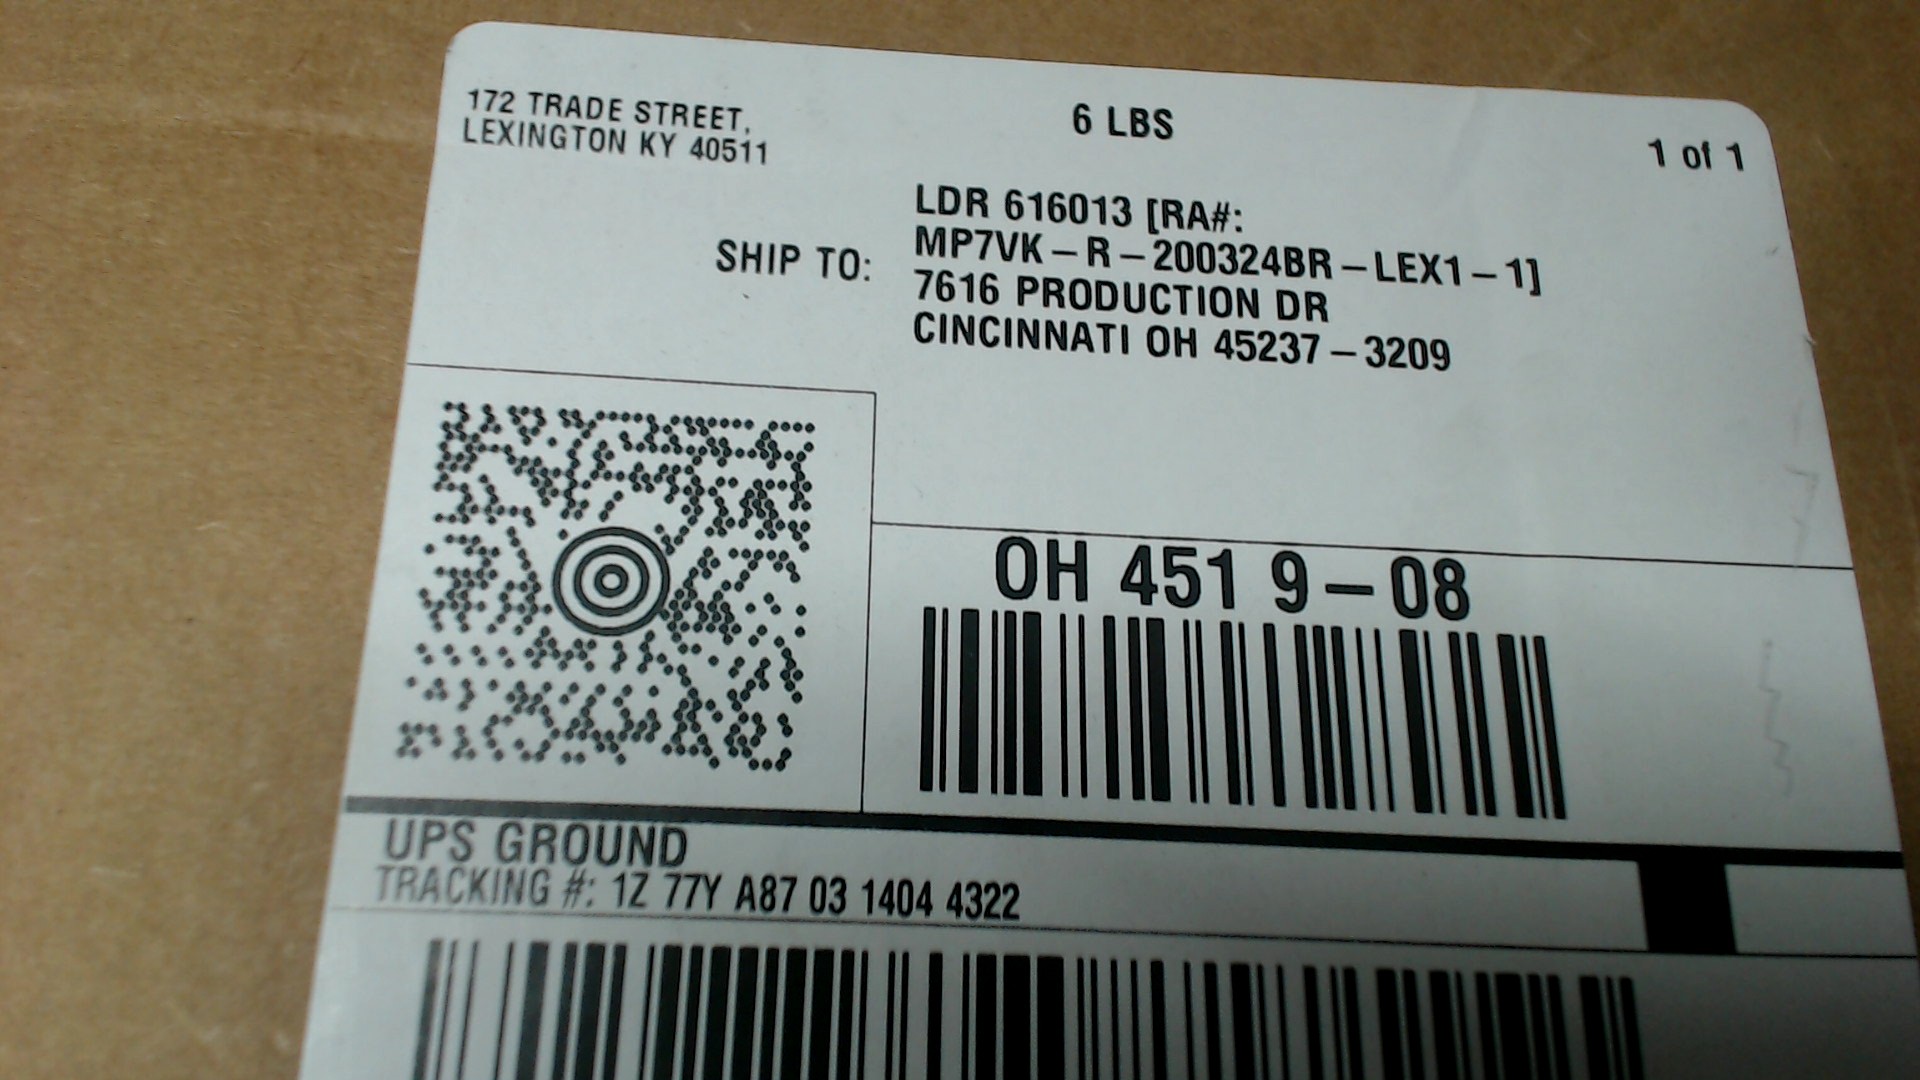 172 TRADE STREET,
LEXINGTON KY 40511
6 LBS
1 of 1
SHIP TO:
LDR 616013 [RA#:
MP7VK-R-200324BR-LEX1-1]
7616 PRODUCTION DR
CINCINNATI OH 45237-3209
OH 451 9-08
UPS GROUND
TRACKING #: 1Z 77Y A87 03 1404 4322